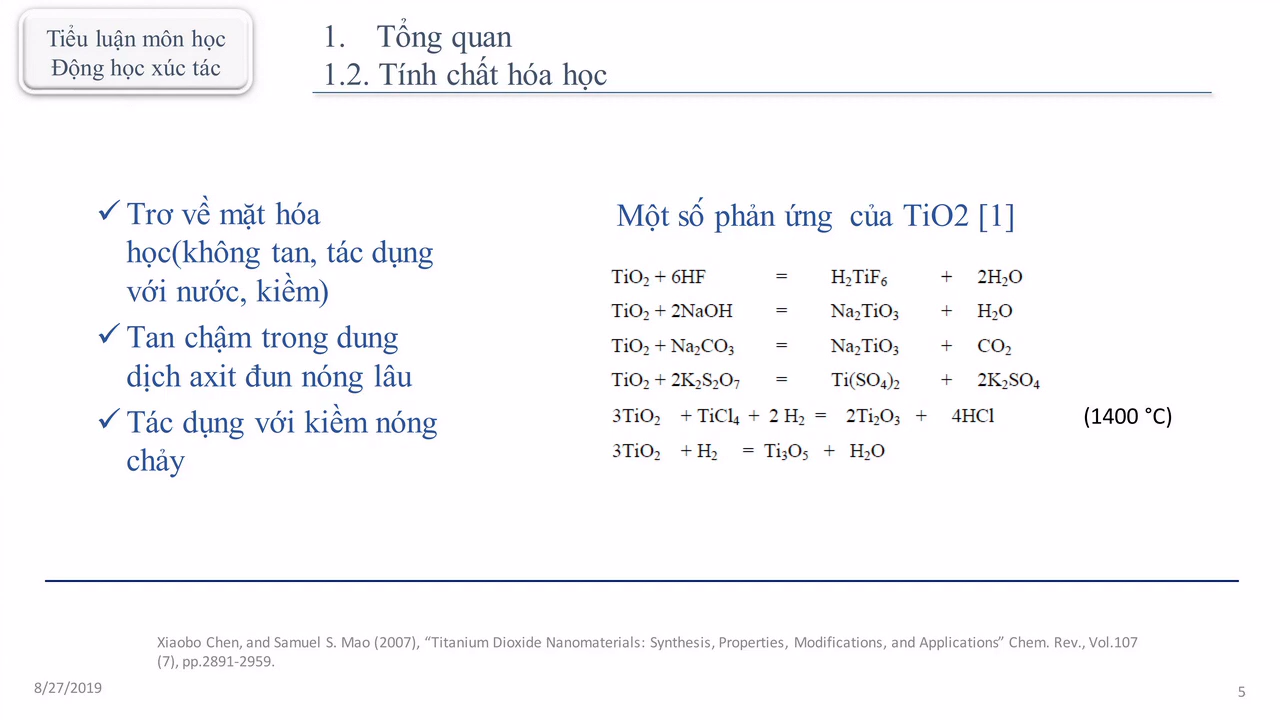 Tiểu luận môn học
Động học xúc tác
1. Tổng quan
1.2. Tính chất hóa học
✓ Trơ về mặt hóa
học(không tan, tác dụng
với nước, kiềm)
✓ Tan chậm trong dung
dịch axit đun nóng lâu
✓ Tác dụng với kiềm nóng
chảy
Một số phản ứng của TiO2 [1]
TiO₂ + 6HF = H₂TiF₆ + 2H₂O
TiO₂ + 2NaOH = Na₂TiO₃ + H₂O
TiO₂ + Na₂CO₃ = Na₂TiO₃ + CO₂
TiO₂ + 2K₂S₂O₇ = Ti(SO₄)₂ + 2K₂SO₄
3TiO₂ + TiCl₄ + 2 H₂ = 2Ti₂O₃ + 4HCl (1400 °C)
3TiO₂ + H₂ = Ti₃O₅ + H₂O
Xiaobo Chen, and Samuel S. Mao (2007), “Titanium Dioxide Nanomaterials: Synthesis, Properties, Modifications, and Applications” Chem. Rev., Vol.107
(7), pp.2891-2959.
8/27/2019
5